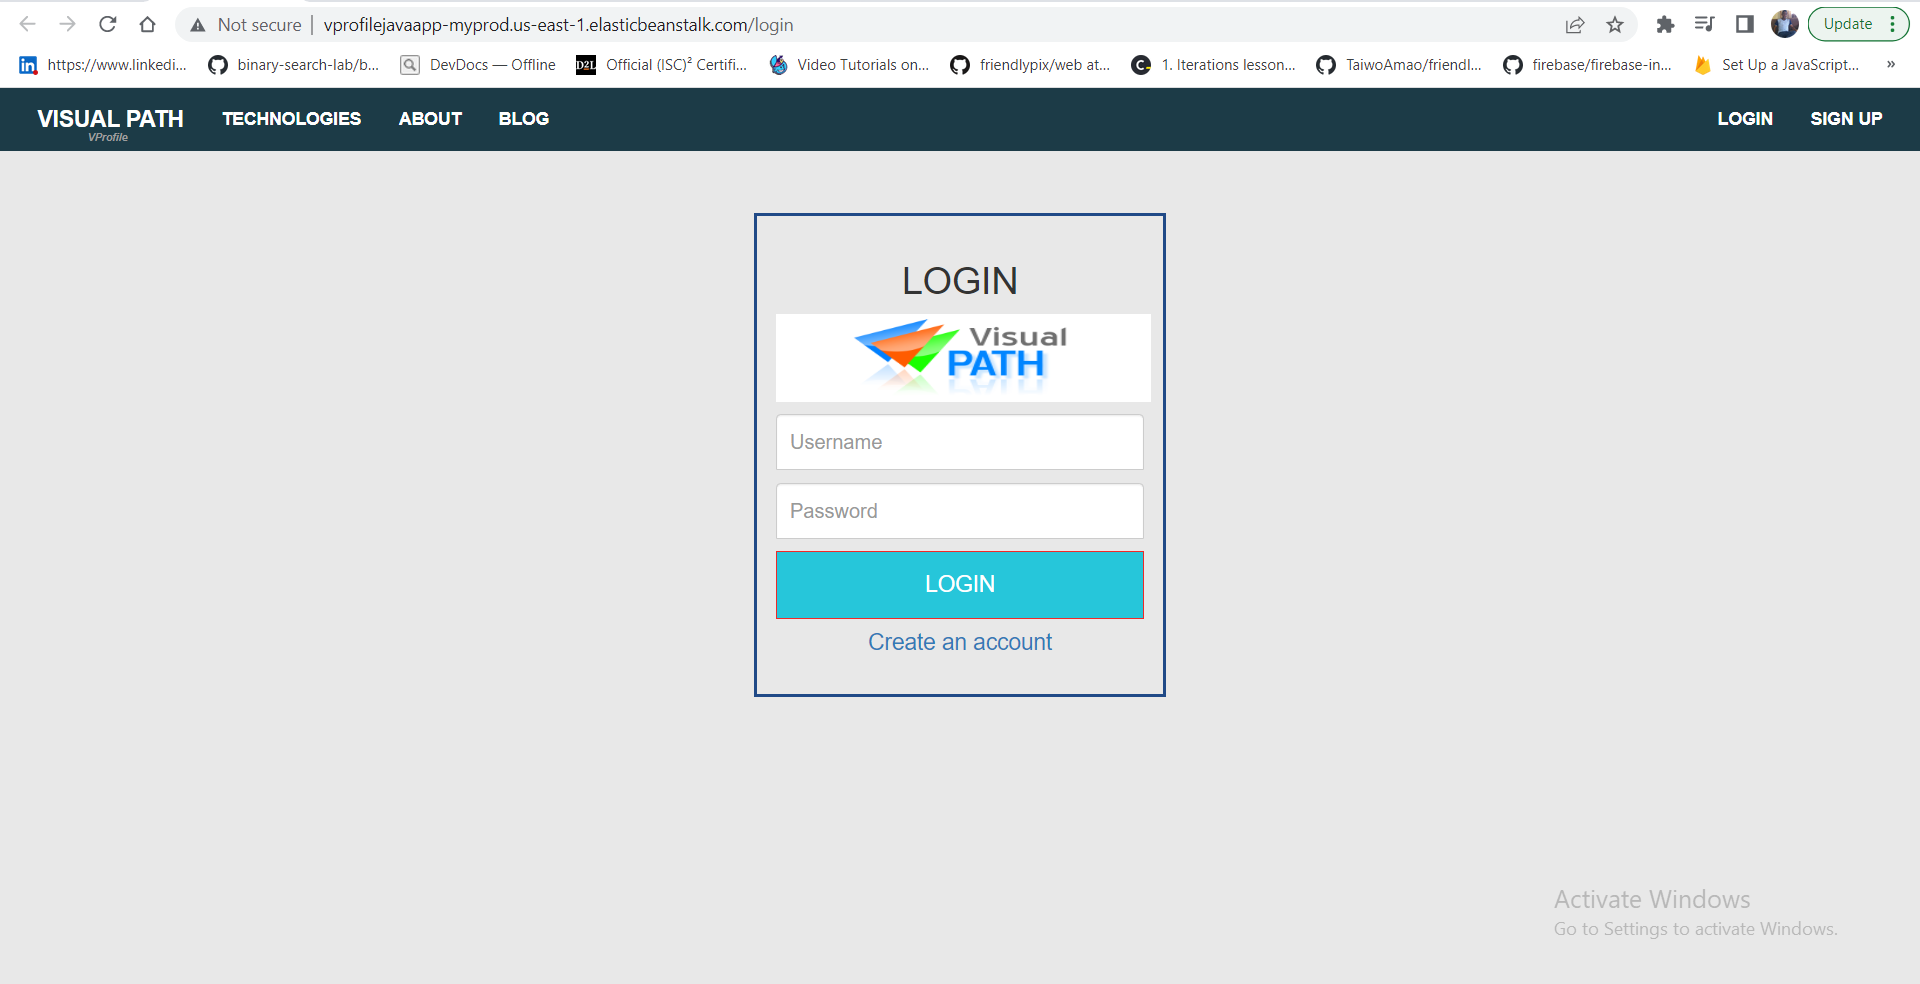 Not secure | vprofilejavaapp-myprod.us-east-1.elasticbeanstalk.com/login Update
https://www.linkedi... binary-search-lab/b... DevDocs — Offline D2L Official (ISC)² Certifi... Video Tutorials on... friendlypix/web at... C 1. Iterations lesson... TaiwoAmao/friendl... firebase/firebase-in... Set Up a JavaScript... »
VISUAL PATH TECHNOLOGIES ABOUT BLOG LOGIN SIGN UP
VProfile
LOGIN
Visual
PATH
Username
Password
LOGIN
Create an account
Activate Windows
Go to Settings to activate Windows.